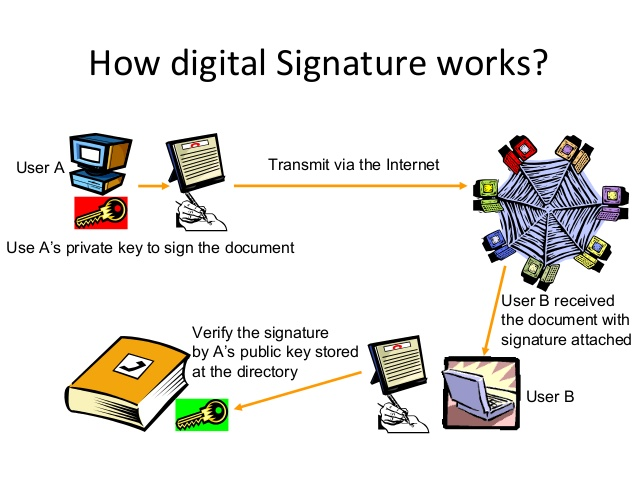 How digital Signature works?
User A
Transmit via the Internet
Use A’s private key to sign the document
User B received
the document with
signature attached
Verify the signature
by A’s public key stored
at the directory
User B